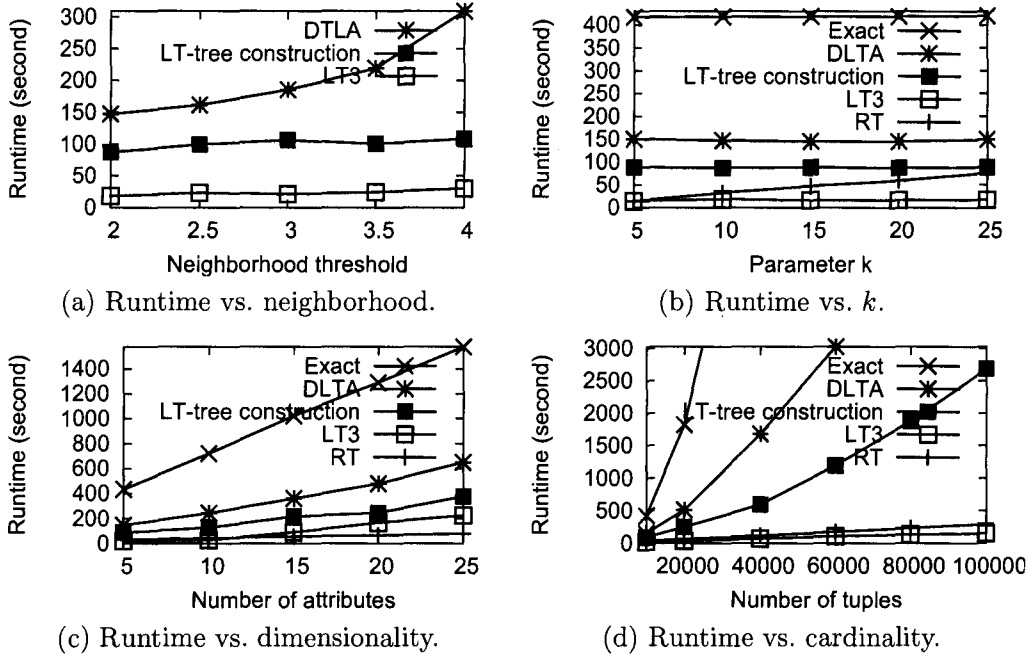 Runtime (second)
300
250
200
150
100
50
0
2
2.5
3
3.5
4
DTLA
LT-tree construction
LT3
Neighborhood threshold
(a) Runtime vs. neighborhood.
Runtime (second)
400
350
300
250
200
150
100
50
0
5
10
15
20
25
Exact
DLTA
LT-tree construction
LT3
RT
Parameter k
(b) Runtime vs. k.
Runtime (second)
1400
1200
1000
800
600
400
200
0
5
10
15
20
25
Exact
DLTA
LT-tree construction
LT3
RT
Number of attributes
(c) Runtime vs. dimensionality.
Runtime (second)
3000
2500
2000
1500
1000
500
0
20000
40000
60000
80000
100000
Exact
DLTA
T-tree construction
LT3
RT
Number of tuples
(d) Runtime vs. cardinality.